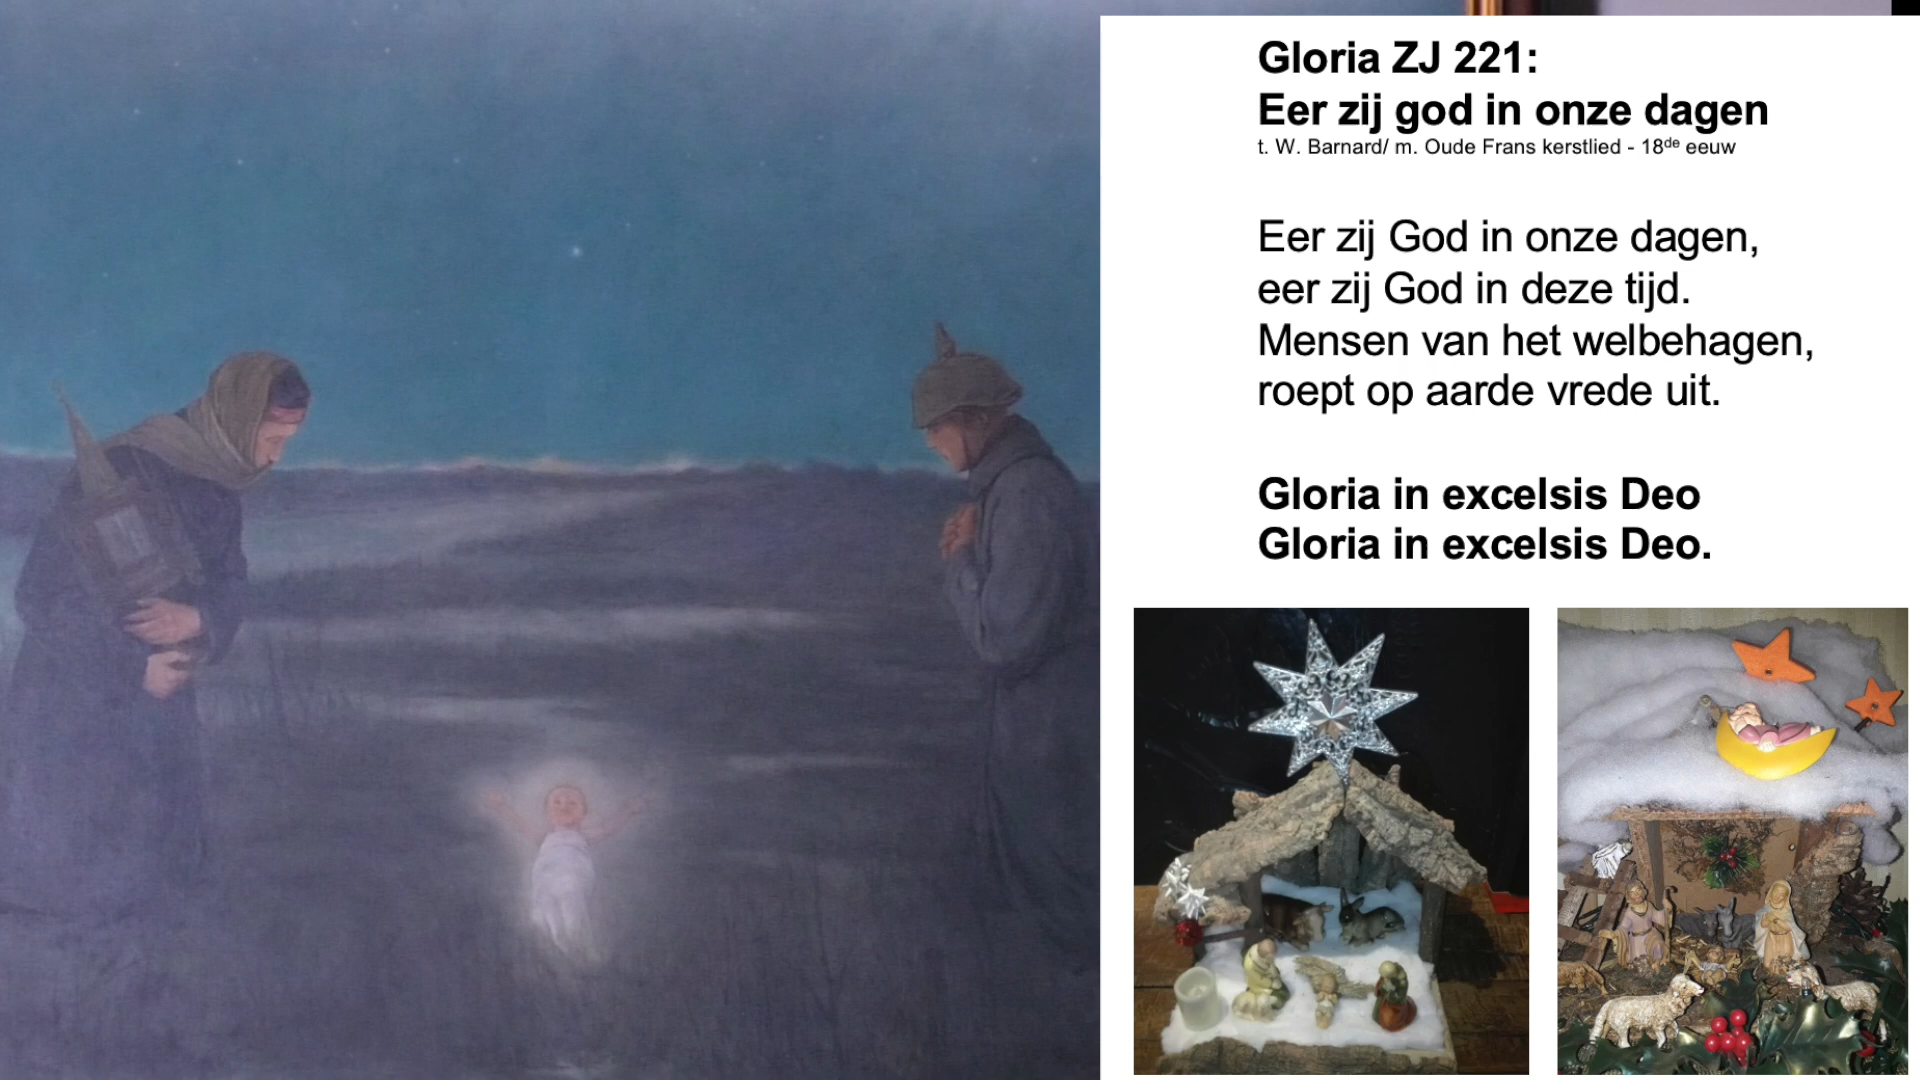 Gloria ZJ 221:
Eer zij god in onze dagen
t. W. Barnard/ m. Oude Frans kerstlied - 18de eeuw
Eer zij God in onze dagen,
eer zij God in deze tijd.
Mensen van het welbehagen,
roept op aarde vrede uit.
Gloria in excelsis Deo
Gloria in excelsis Deo.